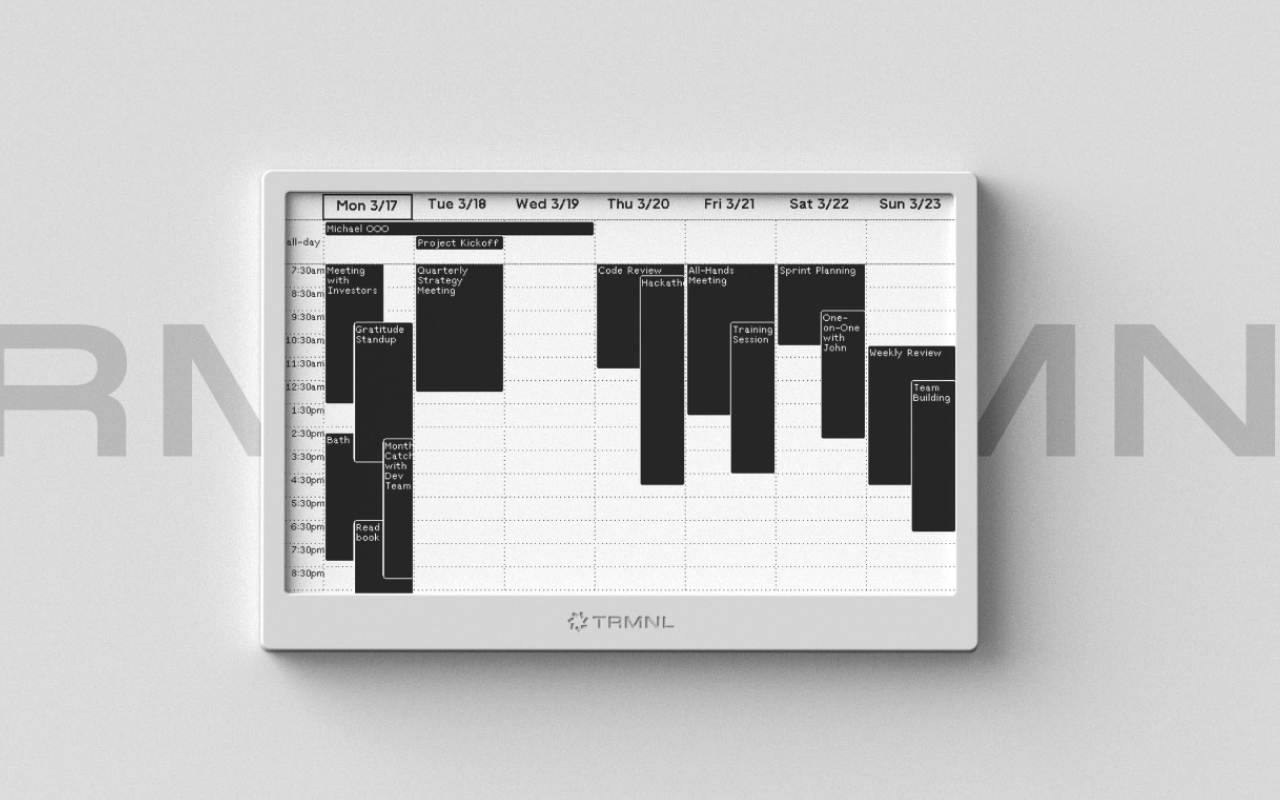 RMN
Mon 3/17
Tue 3/18
Wed 3/19
Thu 3/20
Fri 3/21
Sat 3/22
Sun 3/23
Michael OOO
all-day
Project Kickoff
7:30am
8:30am
9:30am
10:30am
11:30am
12:30am
1:30pm
2:30pm
3:30pm
4:30pm
5:30pm
6:30pm
7:30pm
8:30pm
Meeting
with
Investors
Gratitude
Standup
Bath
Month
Catch
with
Dev
Team
Read
book
Quarterly
Strategy
Meeting
Code Review
Hackath
All-Hands
Meeting
Training
Session
Sprint Planning
One-
on-One
with
John
Weekly Review
Team
Building
TRMNL